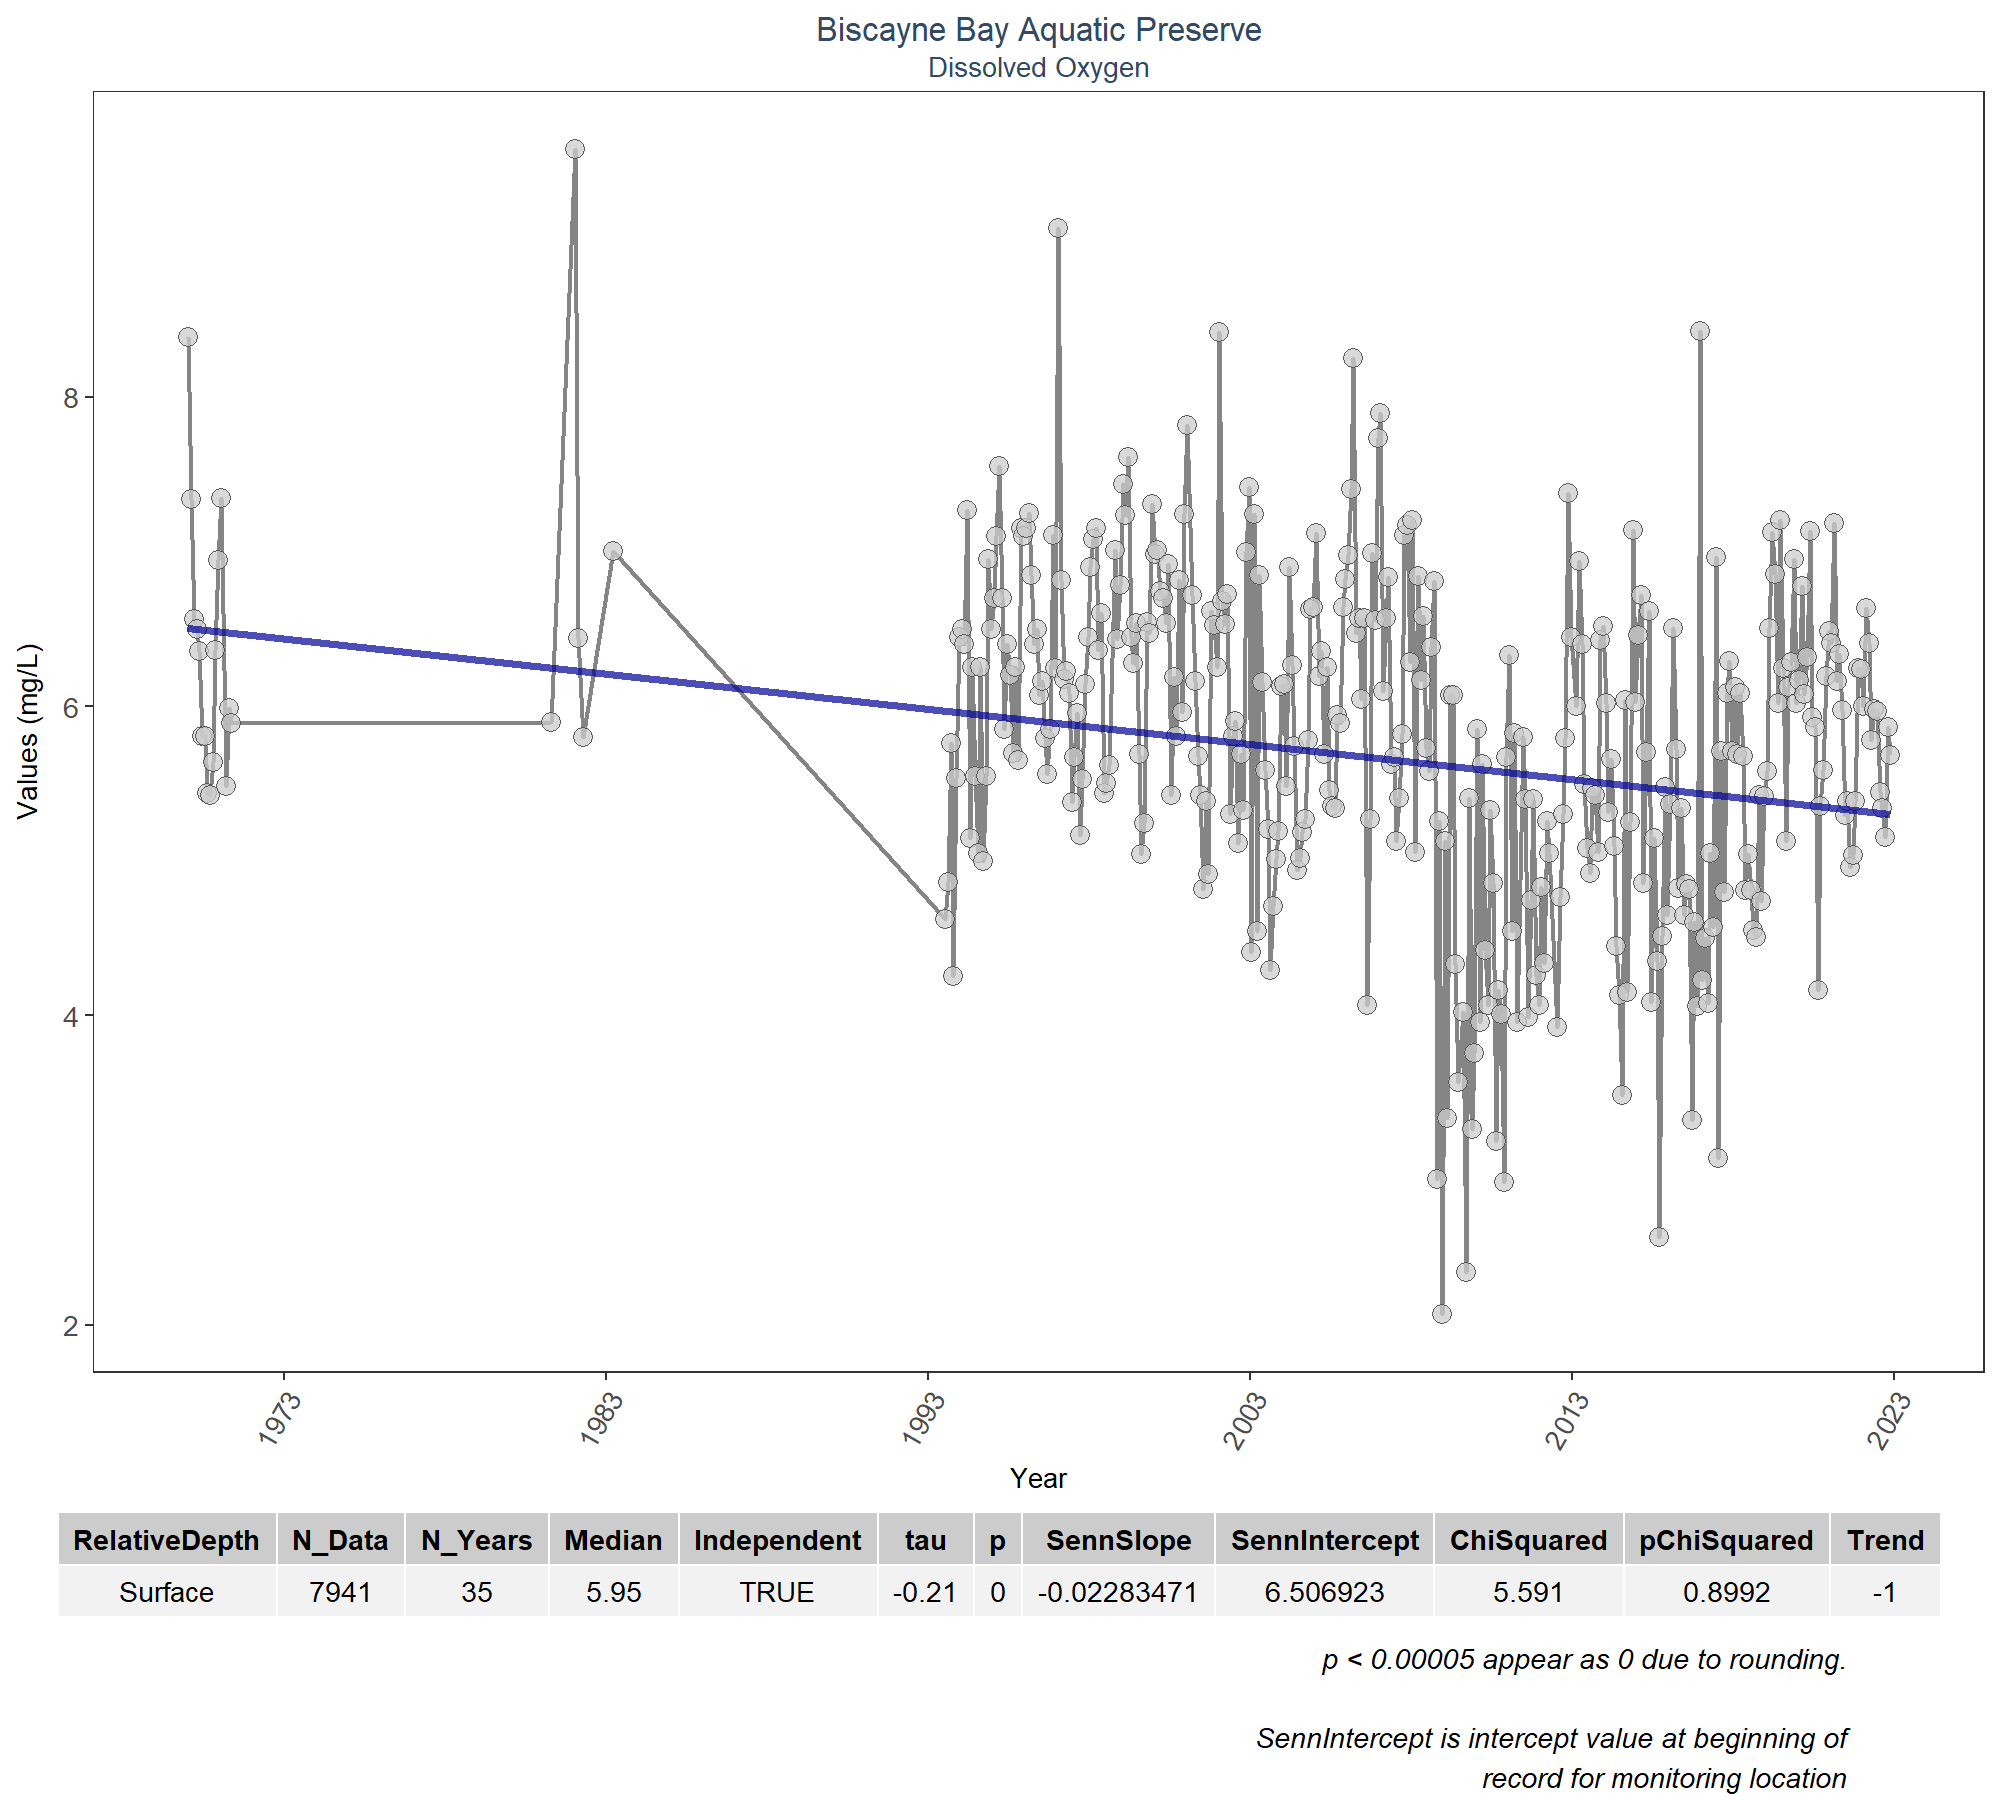 Biscayne Bay Aquatic Preserve
Dissolved Oxygen
Values (mg/L)
8
6
4
2
1973 1983 1993 2003 2013 2023
Year
RelativeDepth N_Data N_Years Median Independent tau p SennSlope SennIntercept ChiSquared pChiSquared Trend
Surface 7941 35 5.95 TRUE -0.21 0 -0.02283471 6.506923 5.591 0.8992 -1
p < 0.00005 appear as 0 due to rounding.
SennIntercept is intercept value at beginning of
record for monitoring location